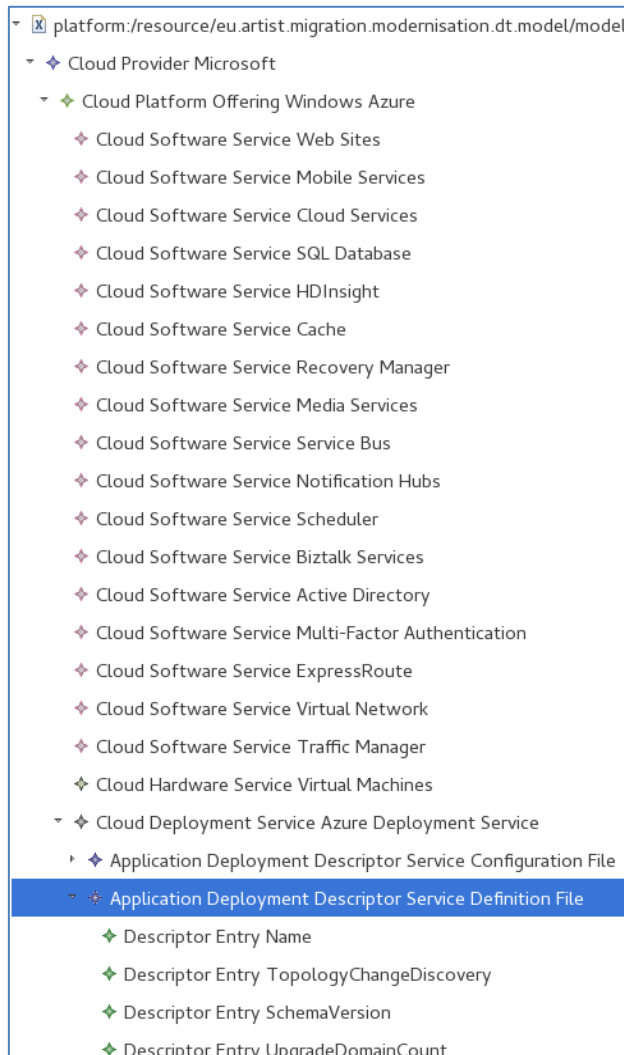 platform:/resource/eu.artist.migration.modernisation.dt.model/model
Cloud Provider Microsoft
Cloud Platform Offering Windows Azure
Cloud Software Service Web Sites
Cloud Software Service Mobile Services
Cloud Software Service Cloud Services
Cloud Software Service SQL Database
Cloud Software Service HDInsight
Cloud Software Service Cache
Cloud Software Service Recovery Manager
Cloud Software Service Media Services
Cloud Software Service Service Bus
Cloud Software Service Notification Hubs
Cloud Software Service Scheduler
Cloud Software Service Biztalk Services
Cloud Software Service Active Directory
Cloud Software Service Multi-Factor Authentication
Cloud Software Service ExpressRoute
Cloud Software Service Virtual Network
Cloud Software Service Traffic Manager
Cloud Hardware Service Virtual Machines
Cloud Deployment Service Azure Deployment Service
Application Deployment Descriptor Service Configuration File
Application Deployment Descriptor Service Definition File
Descriptor Entry Name
Descriptor Entry TopologyChangeDiscovery
Descriptor Entry SchemaVersion
Descriptor Entry UpgradeDomainCount